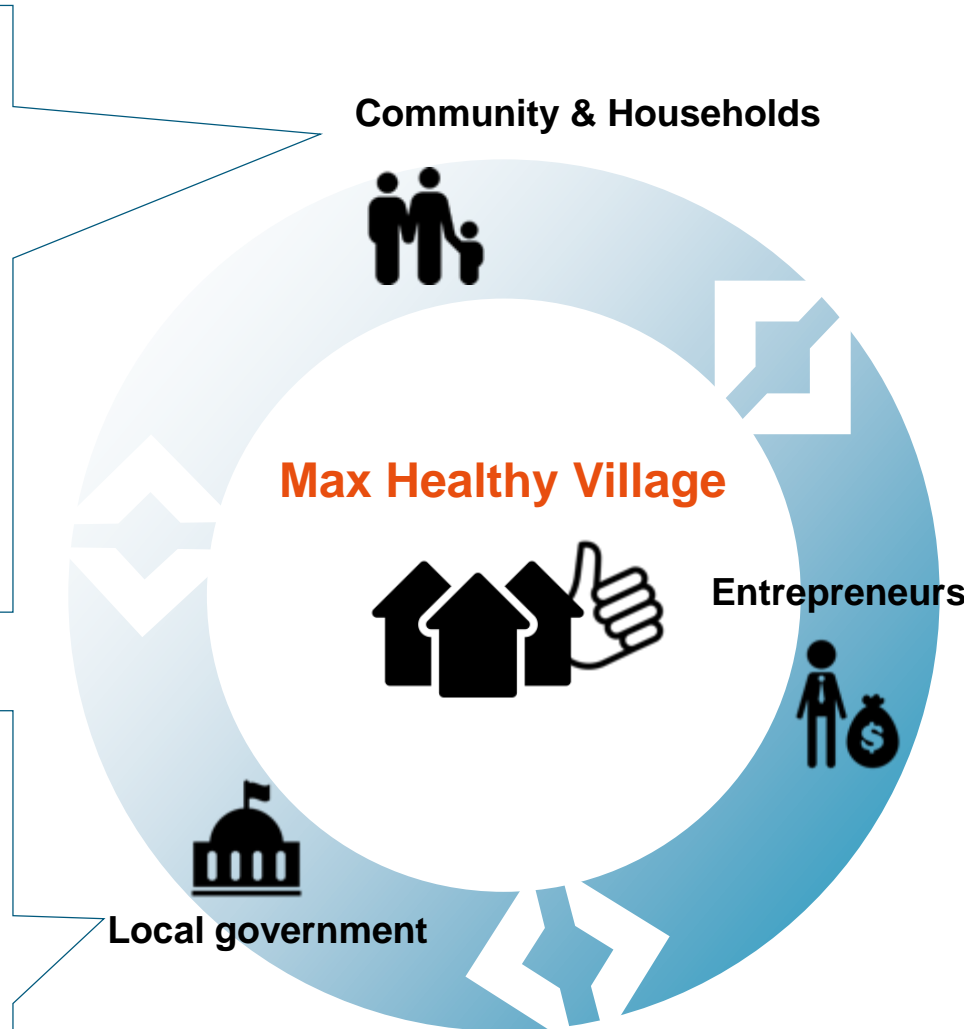 Community & Households
Max Healthy Village
Entrepreneurs
$
Local government